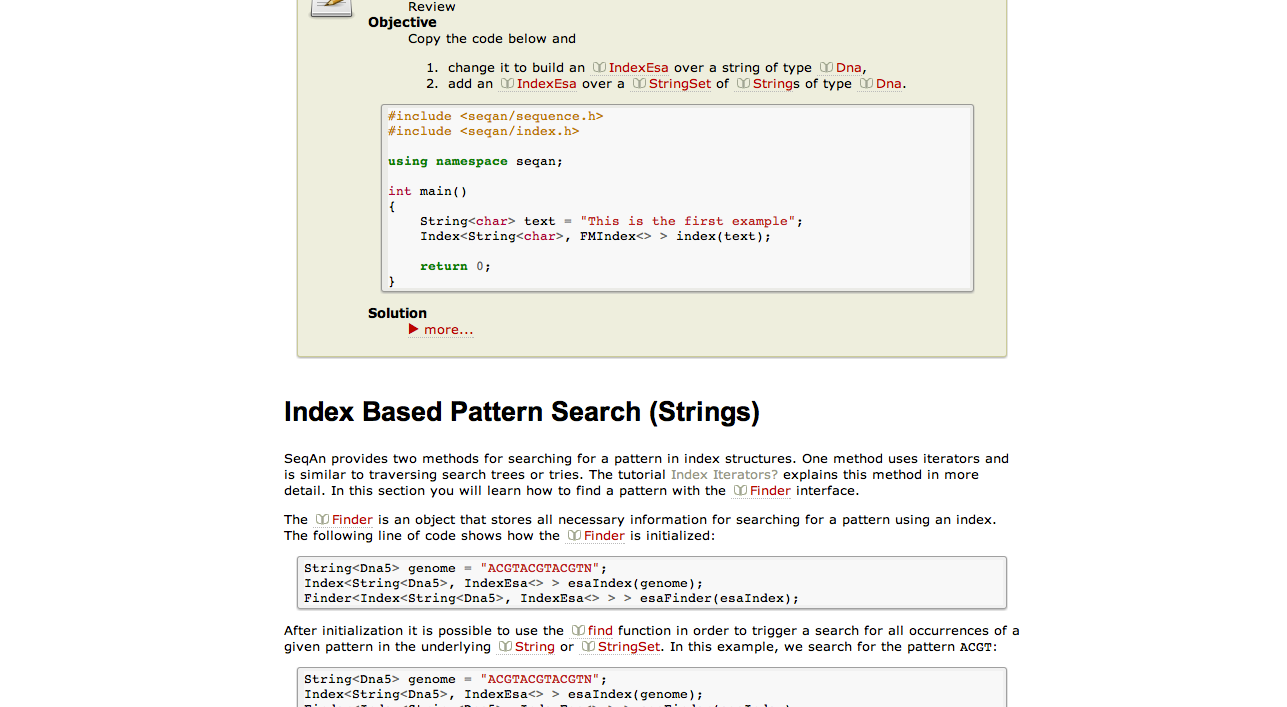 Review
Objective
Copy the code below and
1. change it to build an IndexEsa over a string of type Dna,
2. add an IndexEsa over a StringSet of Strings of type Dna.
#include <seqan/sequence.h>
#include <seqan/index.h>
using namespace seqan;
int main()
{
    String<char> text = "This is the first example";
    Index<String<char>, FMIndex<> > index(text);
    return 0;
}
Solution
more...
Index Based Pattern Search (Strings)
SeqAn provides two methods for searching for a pattern in index structures. One method uses iterators and
is similar to traversing search trees or tries. The tutorial Index Iterators? explains this method in more
detail. In this section you will learn how to find a pattern with the Finder interface.
The Finder is an object that stores all necessary information for searching for a pattern using an index.
The following line of code shows how the Finder is initialized:
String<Dna5> genome = "ACGTACGTACGTN";
Index<String<Dna5>, IndexEsa<> > esaIndex(genome);
Finder<Index<String<Dna5>, IndexEsa<> > > esaFinder(esaIndex);
After initialization it is possible to use the find function in order to trigger a search for all occurrences of a
given pattern in the underlying String or StringSet. In this example, we search for the pattern ACGT:
String<Dna5> genome = "ACGTACGTACGTN";
Index<String<Dna5>, IndexEsa<> > esaIndex(genome);